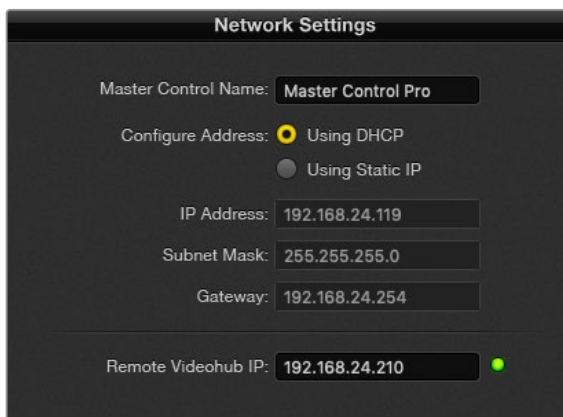 Network Settings
Master Control Name: Master Control Pro
Configure Address: Using DHCP
Using Static IP
IP Address: 192.168.24.119
Subnet Mask: 255.255.255.0
Gateway: 192.168.24.254
Remote Videohub IP: 192.168.24.210